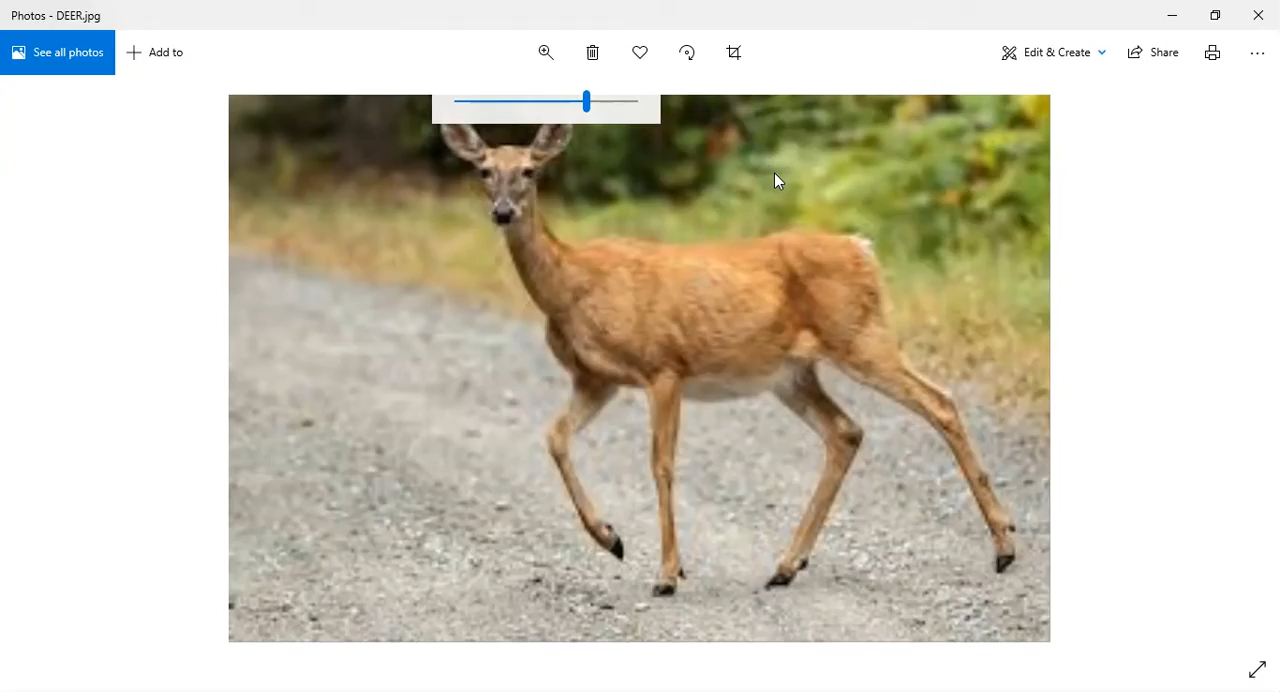 Photos - DEER.jpg
See all photos
Add to
Edit & Create
Share